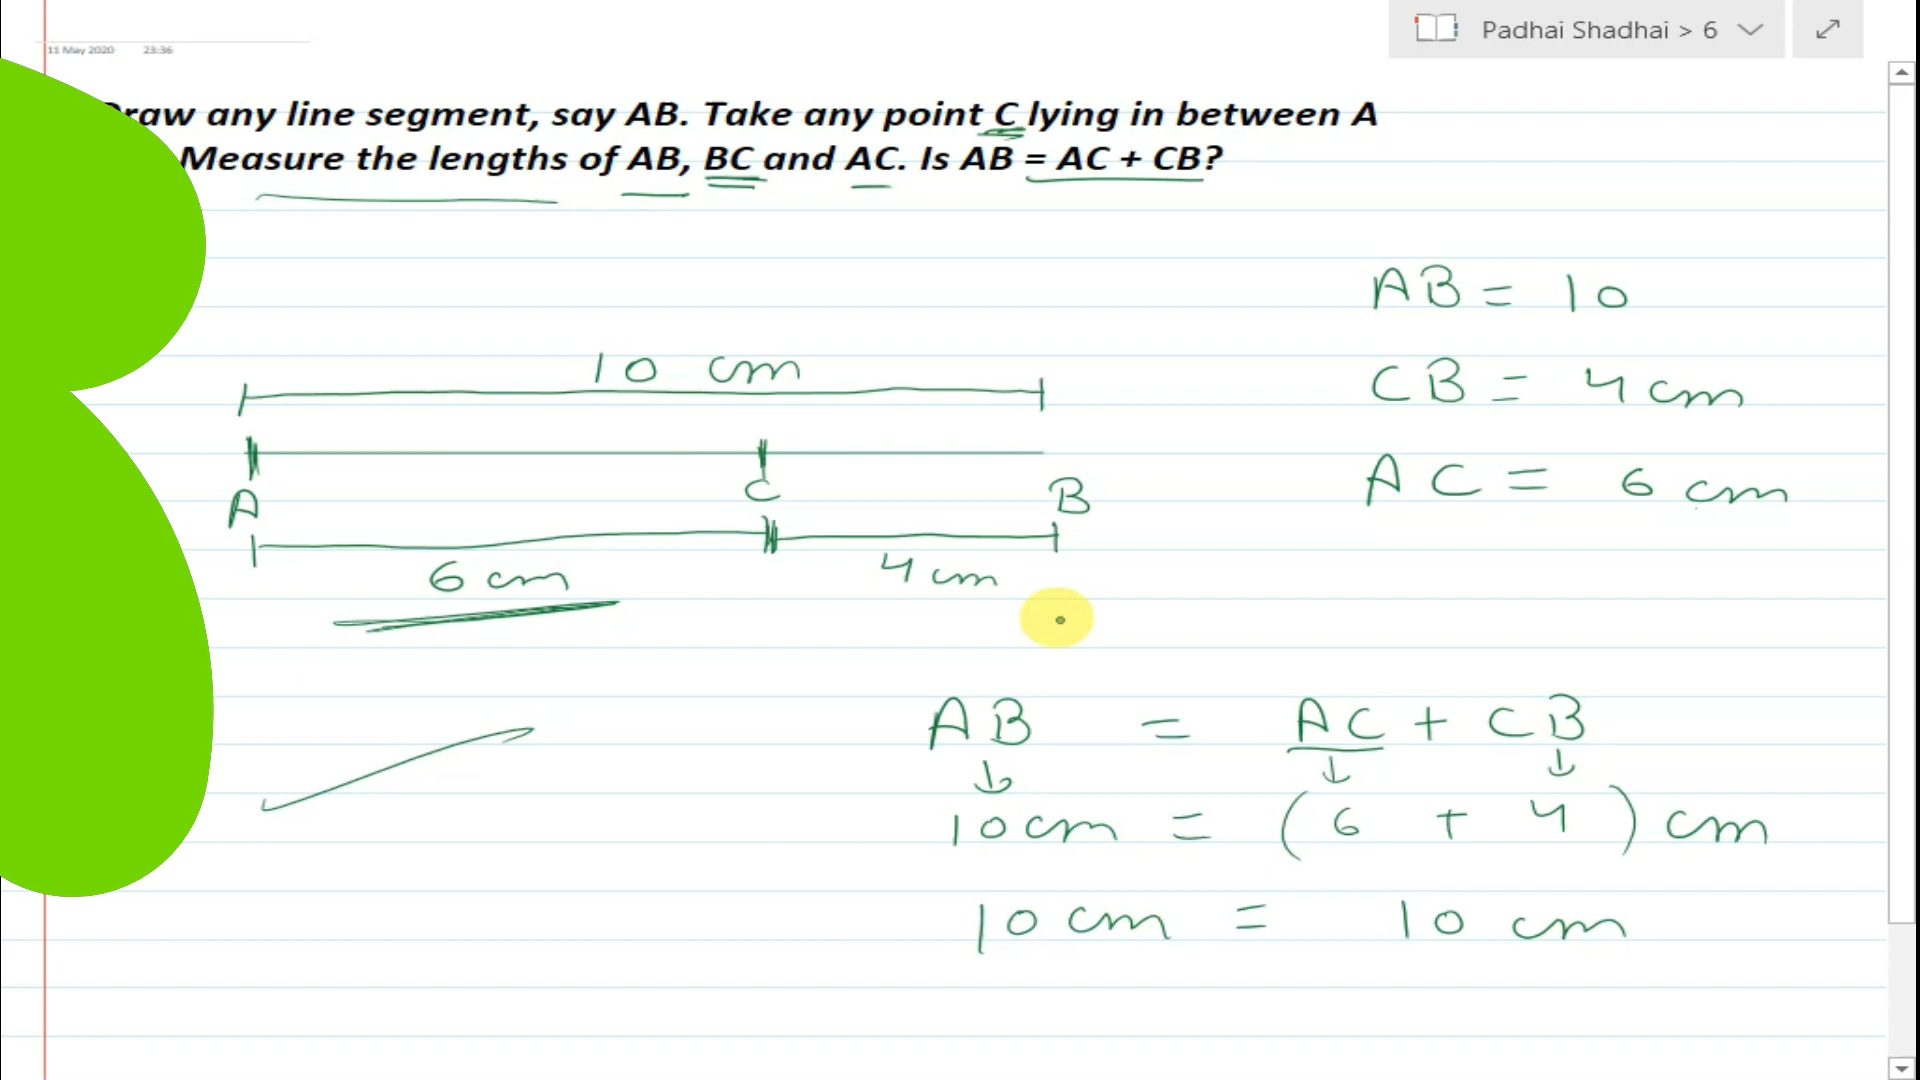 11 May 2020 23:36
Padhai Shadhai > 6
raw any line segment, say AB. Take any point C lying in between A
Measure the lengths of AB, BC and AC. Is AB = AC + CB?
AB = 10
10 cm
CB = 4 cm
A C B
AC = 6 cm
6 cm 4 cm
AB = AC + CB
10 cm = (6 + 4) cm
10 cm = 10 cm